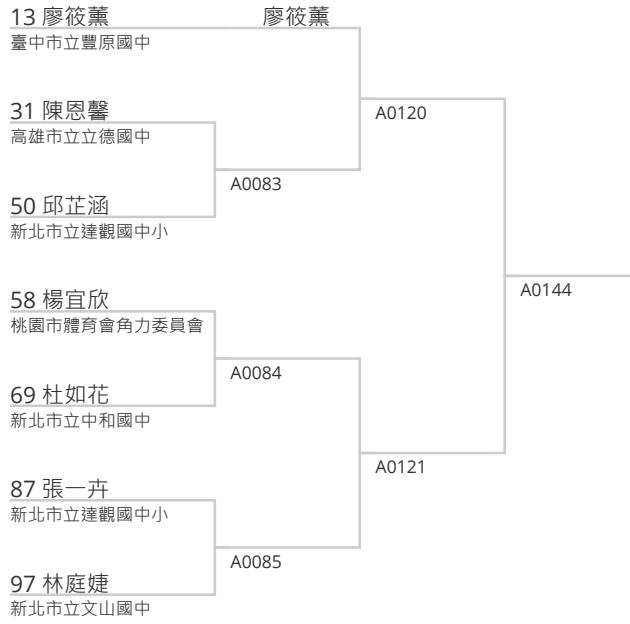 13 廖筱薰
廖筱薰
臺中市立豐原國中
31 陳恩馨
A0120
高雄市立立德國中
A0083
50 邱芷涵
新北市立達觀國中小
58 楊宜欣
A0144
桃園市體育會角力委員會
A0084
69 杜如花
新北市立中和國中
A0121
87 張一卉
新北市立達觀國中小
A0085
97 林庭婕
新北市立文山國中